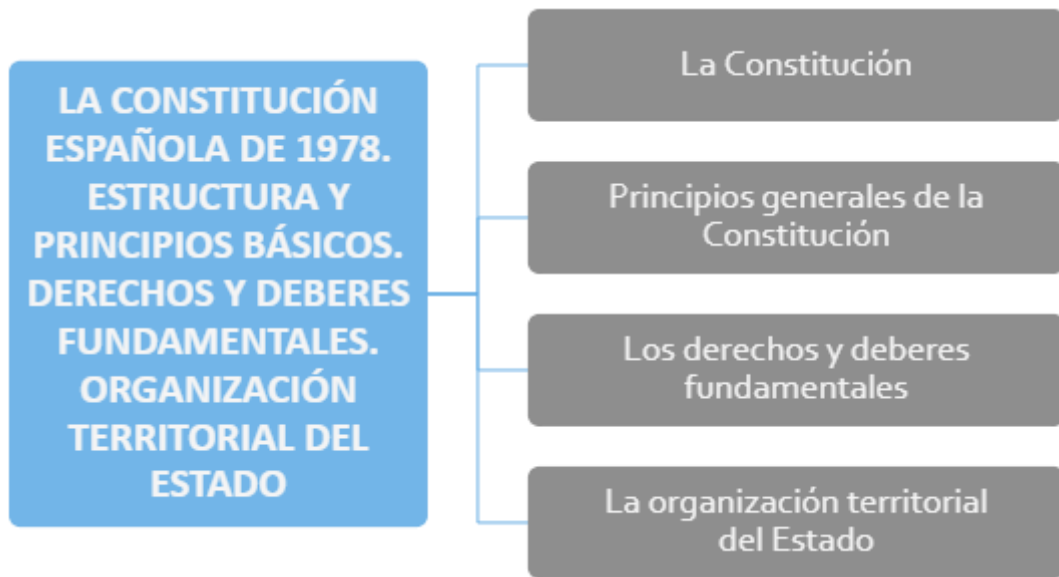 LA CONSTITUCIÓN
ESPAÑOLA DE 1978.
ESTRUCTURA Y
PRINCIPIOS BÁSICOS.
DERECHOS Y DEBERES
FUNDAMENTALES.
ORGANIZACIÓN
TERRITORIAL DEL
ESTADO
La Constitución
Principios generales de la
Constitución
Los derechos y deberes
fundamentales
La organización territorial
del Estado